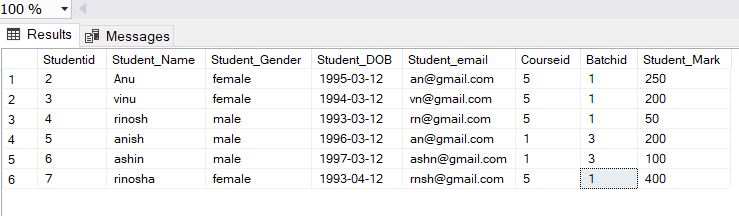 100 %
Results Messages
Studentid Student_Name Student_Gender Student_DOB Student_email Courseid Batchid Student_Mark
1 2 Anu female 1995-03-12 an@gmail.com 5 1 250
2 3 vinu female 1994-03-12 vn@gmail.com 5 1 200
3 4 rinosh male 1993-03-12 rn@gmail.com 5 1 50
4 5 anish male 1996-03-12 an@gmail.com 1 3 200
5 6 ashin male 1997-03-12 ashn@gmail.com 1 3 100
6 7 rinosha female 1993-04-12 rnsh@gmail.com 5 1 400